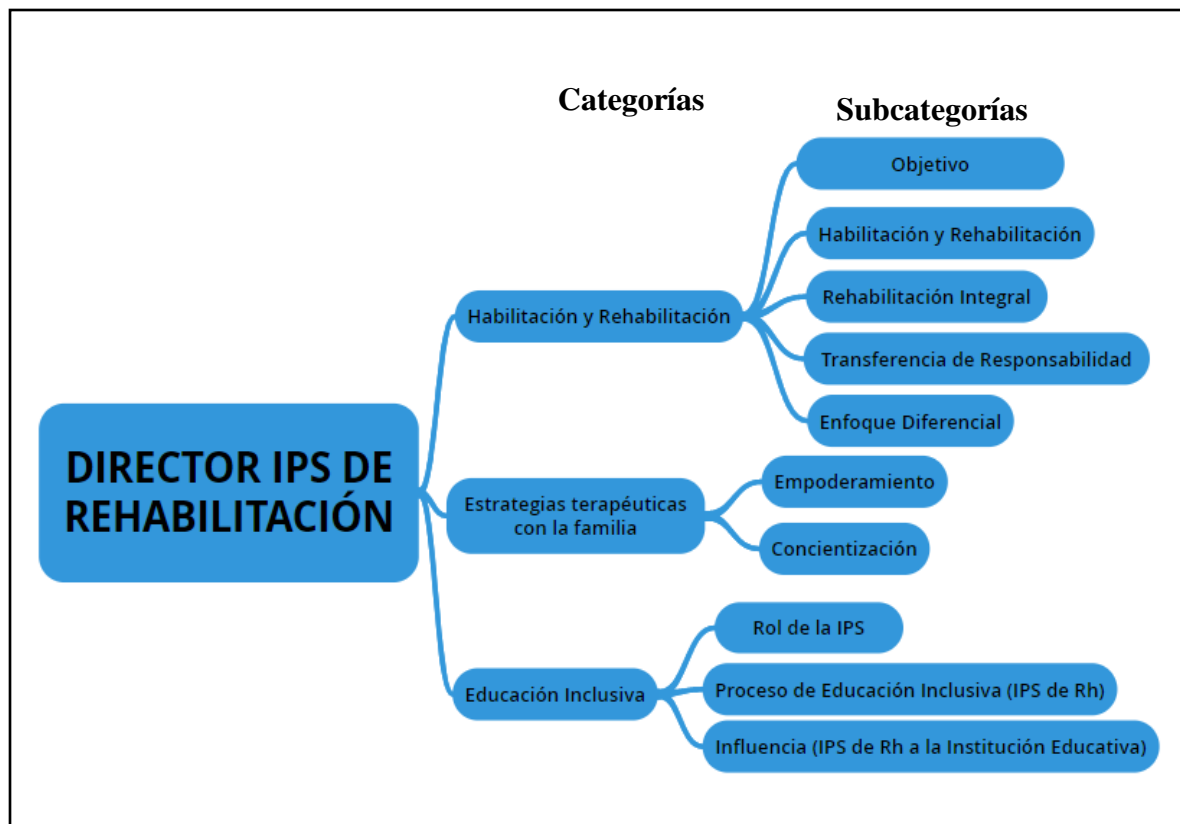 Categorías
Subcategorías
Objetivo
Habilitación y Rehabilitación
Rehabilitación Integral
Habilitación y Rehabilitación
Transferencia de Responsabilidad
Enfoque Diferencial
DIRECTOR IPS DE
REHABILITACIÓN
Estrategias terapéuticas
con la familia
Empoderamiento
Concientización
Educación Inclusiva
Rol de la IPS
Proceso de Educación Inclusiva (IPS de Rh)
Influencia (IPS de Rh a la Institución Educativa)